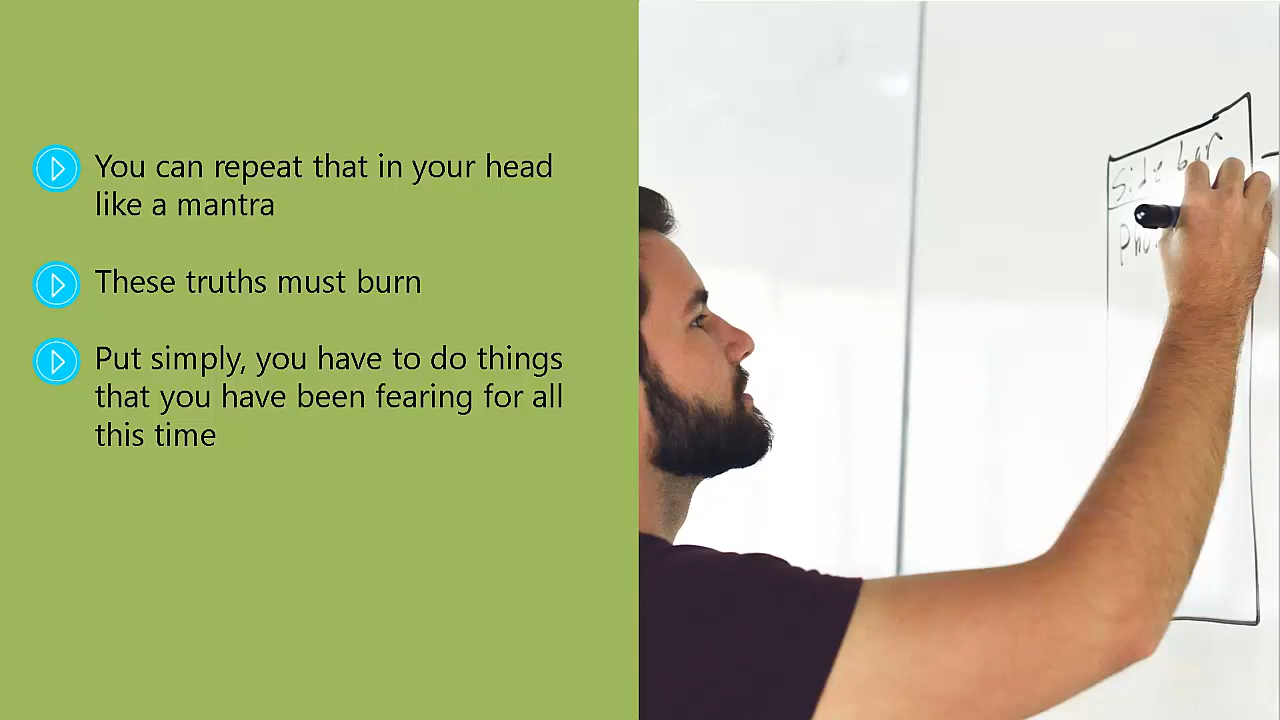 You can repeat that in your head
like a mantra
These truths must burn
Put simply, you have to do things
that you have been fearing for all
this time
Side bar